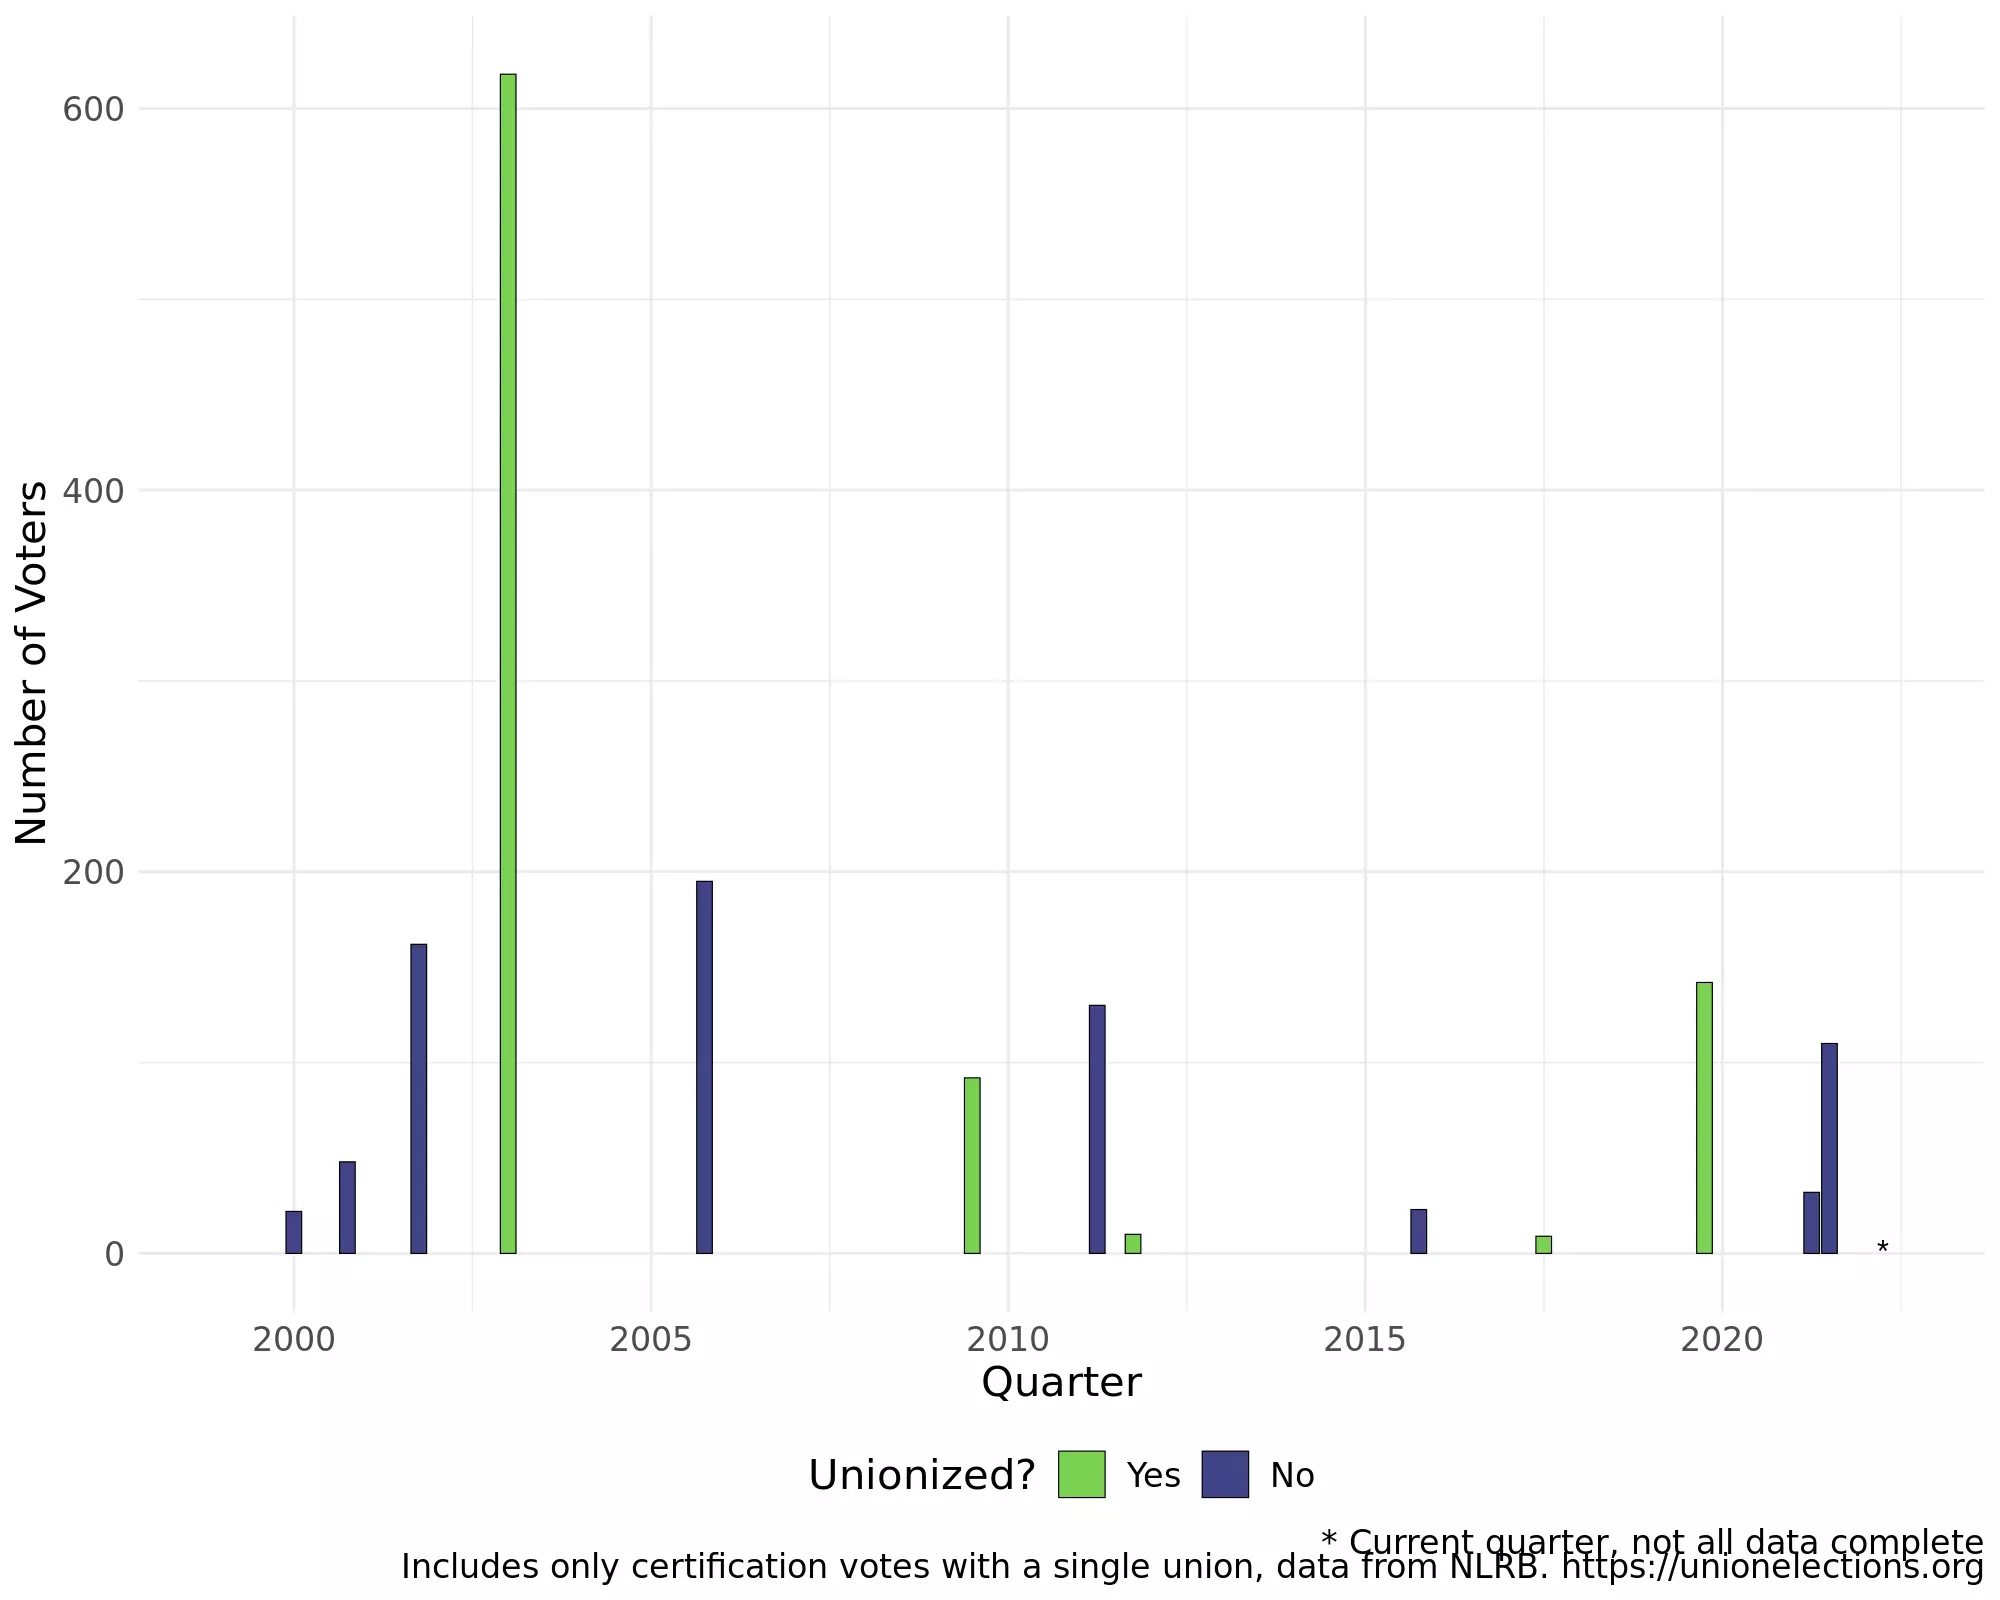 600
400
200
0
Number of Voters
*
2000 2005 2010 2015 2020
Quarter
Unionized? Yes No
* Current quarter, not all data complete
Includes only certification votes with a single union, data from NLRB. https://unionelections.org